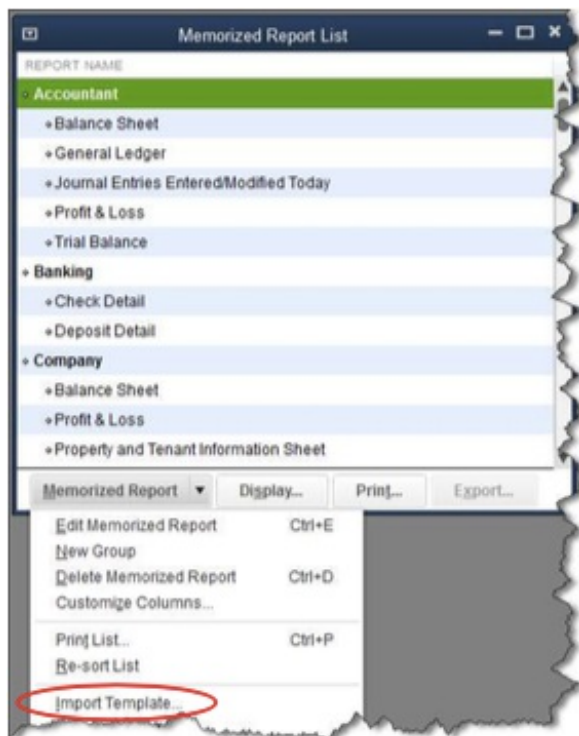 Memorized Report List
REPORT NAME
Accountant
Balance Sheet
General Ledger
Journal Entries Entered/Modified Today
Profit & Loss
Trial Balance
Banking
Check Detail
Deposit Detail
Company
Balance Sheet
Profit & Loss
Property and Tenant Information Sheet
Memorized Report Display... Print... Export...
Edit Memorized Report Ctrl+E
New Group
Delete Memorized Report Ctrl+D
Customize Columns...
Print List... Ctrl+P
Re-sort List
Import Template...